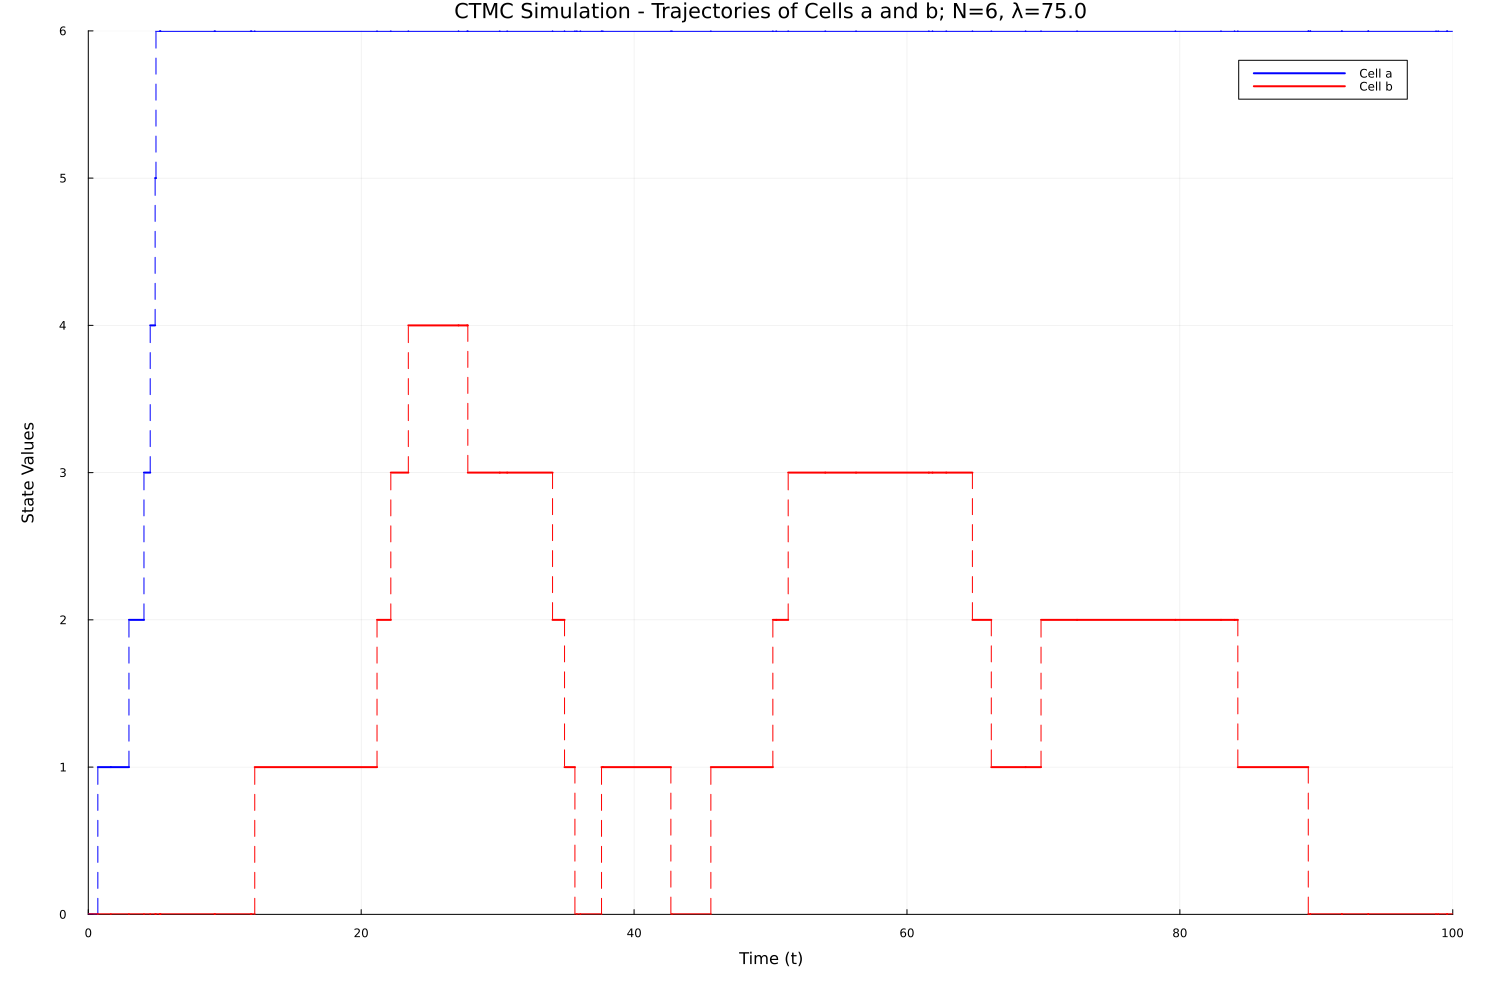 CTMC Simulation - Trajectories of Cells a and b; N=6, λ=75.0
6
5
4
3
2
1
0
State Values
Cell a
Cell b
0 20 40 60 80 100
Time (t)